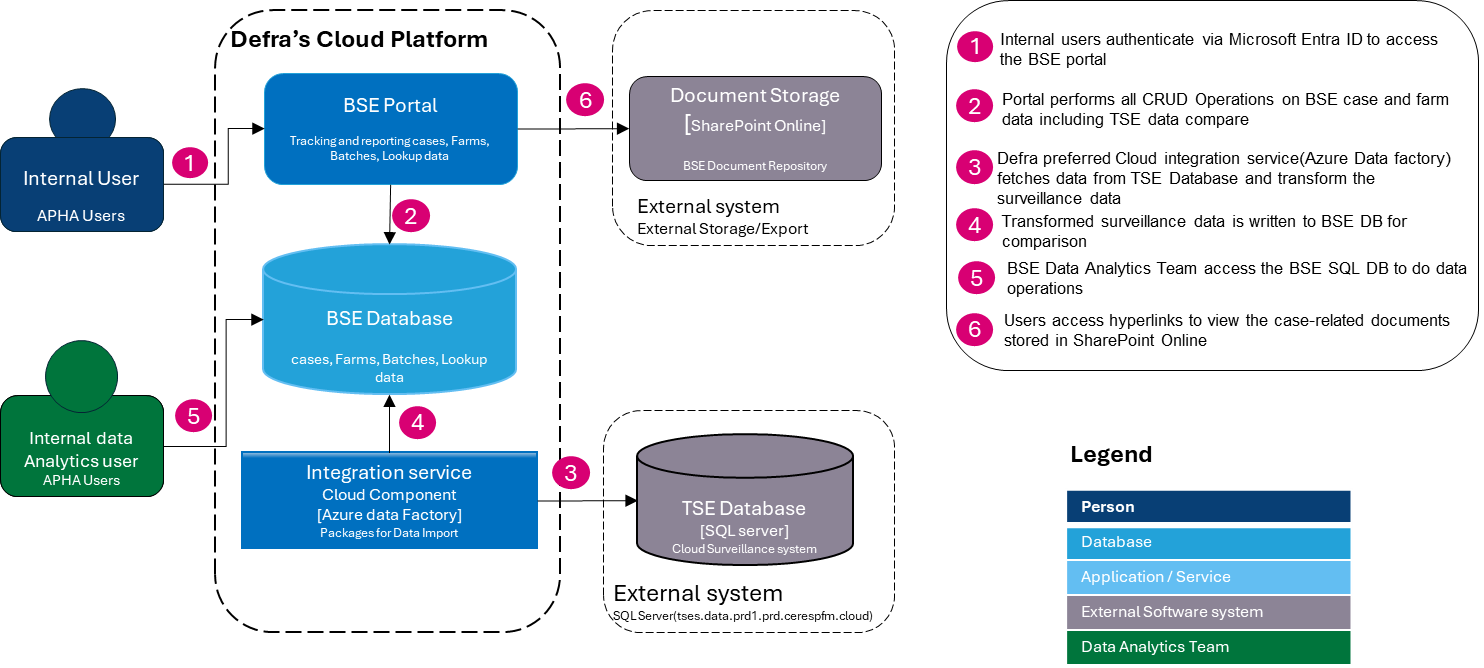 Defra's Cloud Platform
1
Internal User
APHA Users
BSE Portal
Tracking and reporting cases, Farms,
Batches, Lookup data
6
Document Storage
[SharePoint Online]
BSE Document Repository
External system
External Storage/Export
2
BSE Database
cases, Farms, Batches, Lookup
data
5
Internal data
Analytics user
APHA Users
4
Integration service
Cloud Component
[Azure data Factory]
Packages for Data Import
3
TSE Database
[SQL server]
Cloud Surveillance system
External system
SQL Server(tses.data.prd1.prd.cerespfm.cloud)
1
Internal users authenticate via Microsoft Entra ID to access
the BSE portal
2
Portal performs all CRUD Operations on BSE case and farm
data including TSE data compare
3
Defra preferred Cloud integration service(Azure Data factory)
fetches data from TSE Database and transform the
surveillance data
4
Transformed surveillance data is written to BSE DB for
comparison
5
BSE Data Analytics Team access the BSE SQL DB to do data
operations
6
Users access hyperlinks to view the case-related documents
stored in SharePoint Online
Legend
Person
Database
Application / Service
External Software system
Data Analytics Team